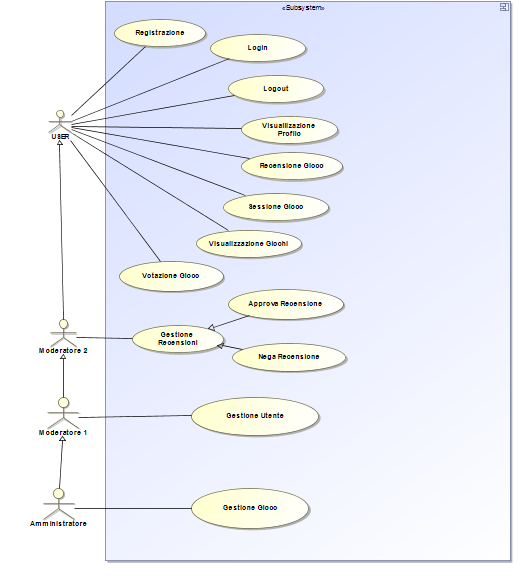 «Subsystem»
Registrazione
Login
Logout
Visualizzazione
Profilo
USER
Recensione Gioco
Sessione Gioco
Visualizzazione Giochi
Votazione Gioco
Approva Recensione
Gestione
Recensioni
Moderatore 2
Nega Recensione
Gestione Utente
Moderatore 1
Gestione Gioco
Amministratore